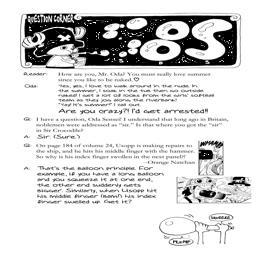 QUESTION CORNER
SBS
Reader: How are you, Mr. Oda? You must really love summer
since you like to be naked. ♡
Oda: Yes, yes, I love to walk around in the nude. In
the summer, I soak in the tub then go outside
naked! I get a lot of looks from the girls' softball
team as they jog along the riverbank!
"Yay! It's summer!" I call out.
Are you crazy?! I'd get arrested!!
Q: I have a question, Oda Sensei! I understand that long ago in Britain,
noblemen were addressed as "sir." Is that where you got the "sir"
in Sir Crocodile?
A: Sir. (Sure.)
Q: On page 184 of volume 24, Usopp is making repairs to
the ship, and he hits his middle finger with the hammer.
So why is his index finger swollen in the next panel?!
A: That's the balloon principle. For
example, if you have a long balloon
and you squeeze it at one end,
the other end suddenly gets
bigger. Similarly, when Usopp hit
his middle finger (bam!) his index
finger swelled up. Get it?
SQUEEZE
PLUMP